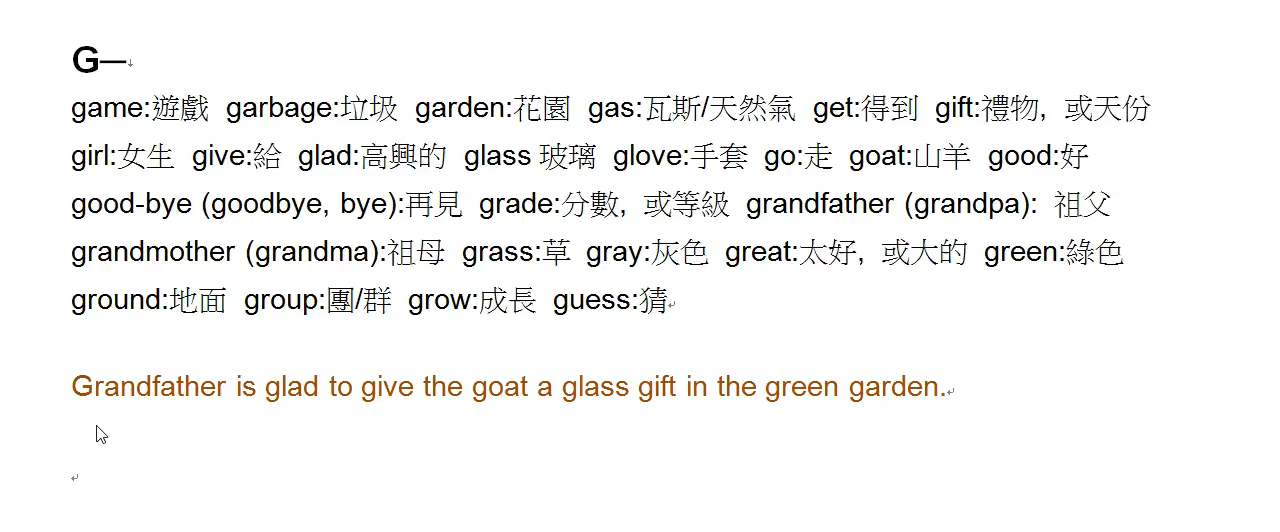 G—
game:遊戲 garbage:垃圾 garden:花園 gas:瓦斯/天然氣 get:得到 gift:禮物, 或天份
girl:女生 give:給 glad:高興的 glass 玻璃 glove:手套 go:走 goat:山羊 good:好
good-bye (goodbye, bye):再見 grade:分數, 或等級 grandfather (grandpa): 祖父
grandmother (grandma):祖母 grass:草 gray:灰色 great:太好, 或大的 green:綠色
ground:地面 group:團/群 grow:成長 guess:猜
Grandfather is glad to give the goat a glass gift in the green garden.